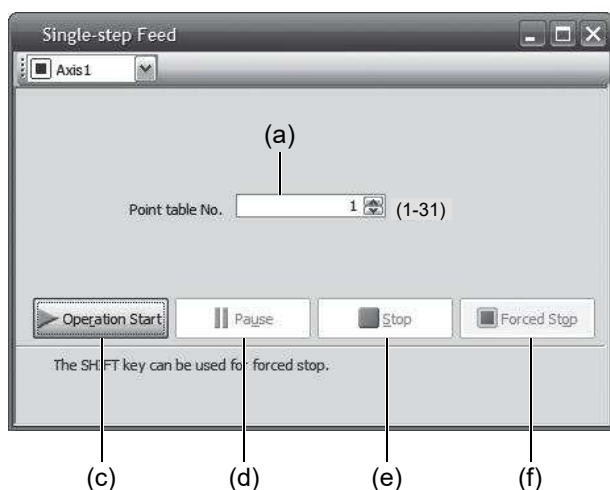 Single-step Feed
Axis1
(a)
Point table No. 1 (1-31)
Operation Start Pause Stop Forced Stop
The SHIFT key can be used for forced stop.
(c) (d) (e) (f)